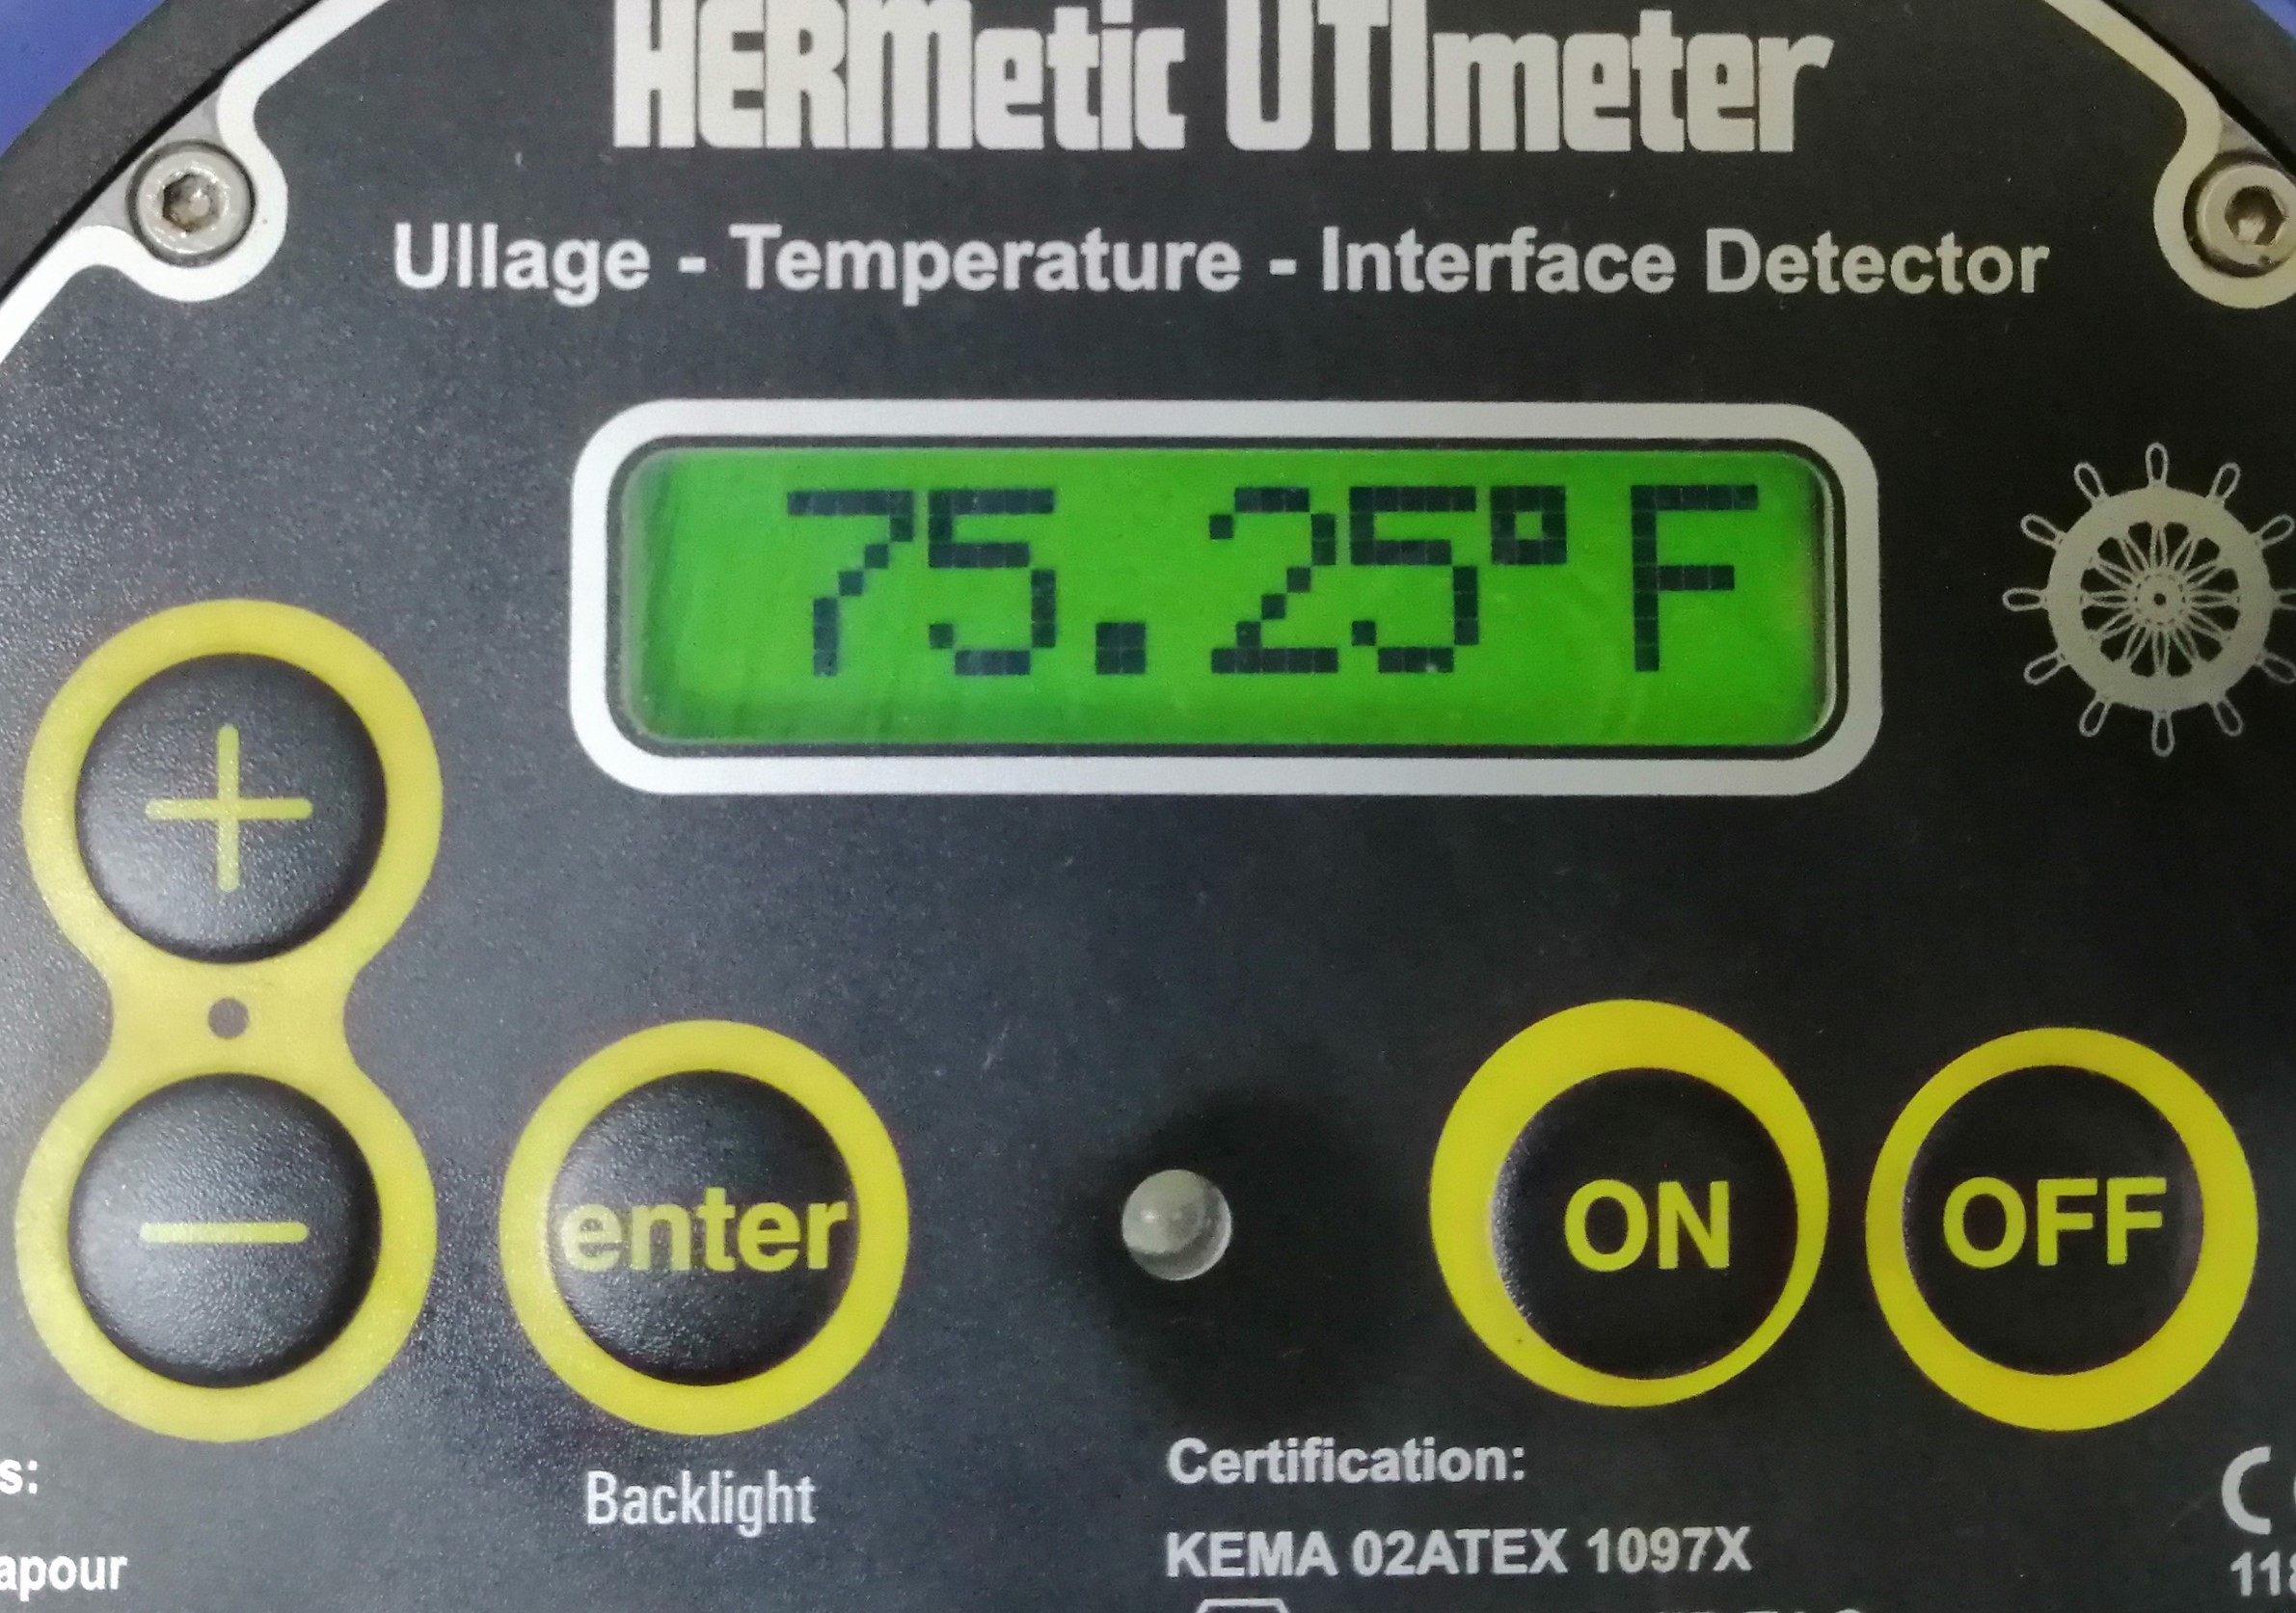 HERMetic UTImeter
Ullage - Temperature - Interface Detector
75.25°F
+
−
enter
ON
OFF
Backlight
s:
apour
Certification:
KEMA 02ATEX 1097X